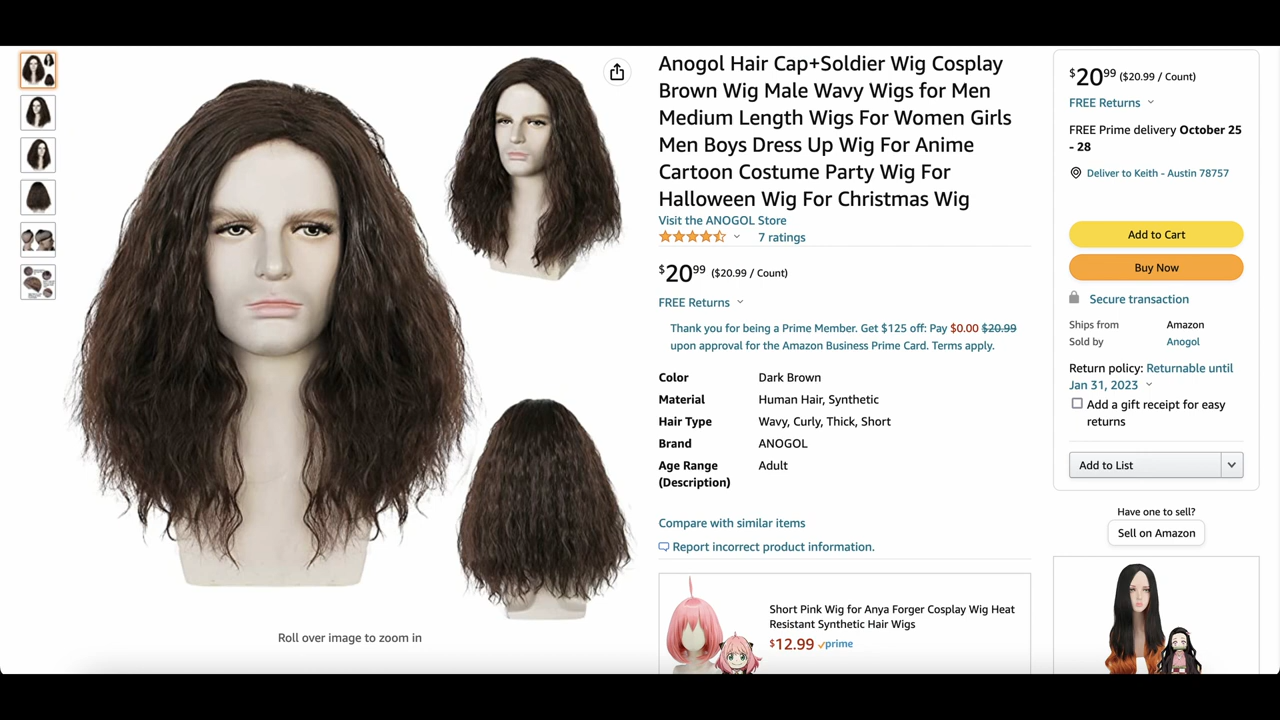 Anogol Hair Cap+Soldier Wig Cosplay
Brown Wig Male Wavy Wigs for Men
Medium Length Wigs For Women Girls
Men Boys Dress Up Wig For Anime
Cartoon Costume Party Wig For
Halloween Wig For Christmas Wig
Visit the ANOGOL Store
7 ratings
$20.99 ($20.99 / Count)
FREE Returns
Thank you for being a Prime Member. Get $125 off: Pay $0.00 $20.99
upon approval for the Amazon Business Prime Card. Terms apply.
Color Dark Brown
Material Human Hair, Synthetic
Hair Type Wavy, Curly, Thick, Short
Brand ANOGOL
Age Range Adult
(Description)
Compare with similar items
Report incorrect product information.
Short Pink Wig for Anya Forger Cosplay Wig Heat
Resistant Synthetic Hair Wigs
$12.99 prime
Roll over image to zoom in
$20.99 ($20.99 / Count)
FREE Returns
FREE Prime delivery October 25
- 28
Deliver to Keith - Austin 78757
Add to Cart
Buy Now
Secure transaction
Ships from Amazon
Sold by Anogol
Return policy: Returnable until
Jan 31, 2023
Add a gift receipt for easy
returns
Add to List
Have one to sell?
Sell on Amazon